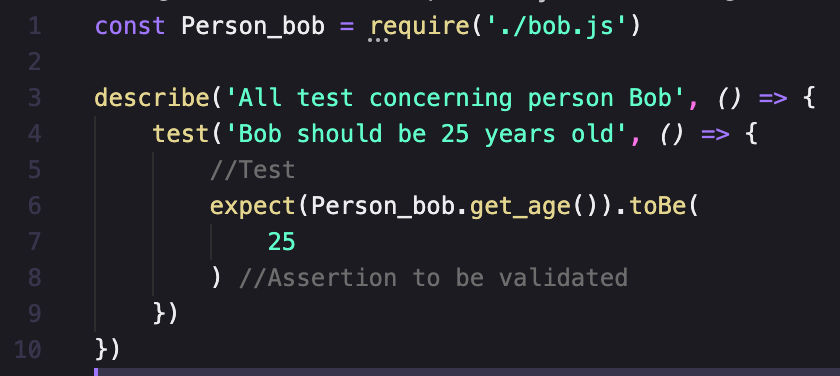 1 const Person_bob = require('./bob.js')
2
3 describe('All test concerning person Bob', () => {
4 test('Bob should be 25 years old', () => {
5 //Test
6 expect(Person_bob.get_age()).toBe(
7 25
8 ) //Assertion to be validated
9 })
10 })